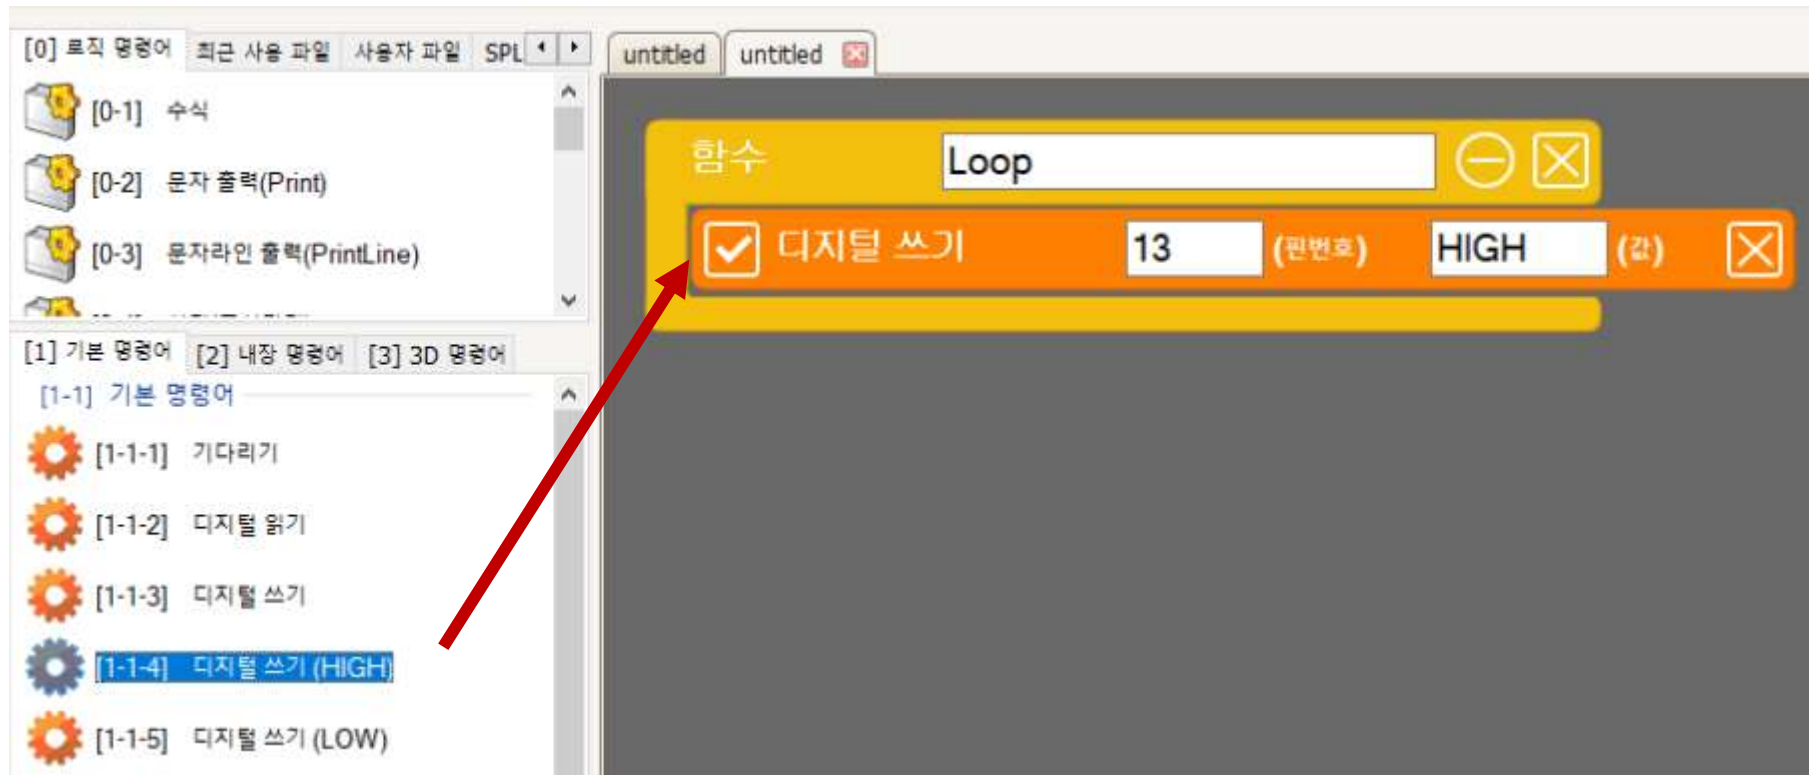 [0] 로직 명령어 최근 사용 파일 사용자 파일 SPL
[0-1] 수식
[0-2] 문자 출력(Print)
[0-3] 문자라인 출력(PrintLine)
[1] 기본 명령어 [2] 내장 명령어 [3] 3D 명령어
[1-1] 기본 명령어
[1-1-1] 기다리기
[1-1-2] 디지털 읽기
[1-1-3] 디지털 쓰기
[1-1-4] 디지털 쓰기 (HIGH)
[1-1-5] 디지털 쓰기 (LOW)
untitled untitled
함수 Loop
디지털 쓰기 13 (핀번호) HIGH (값)